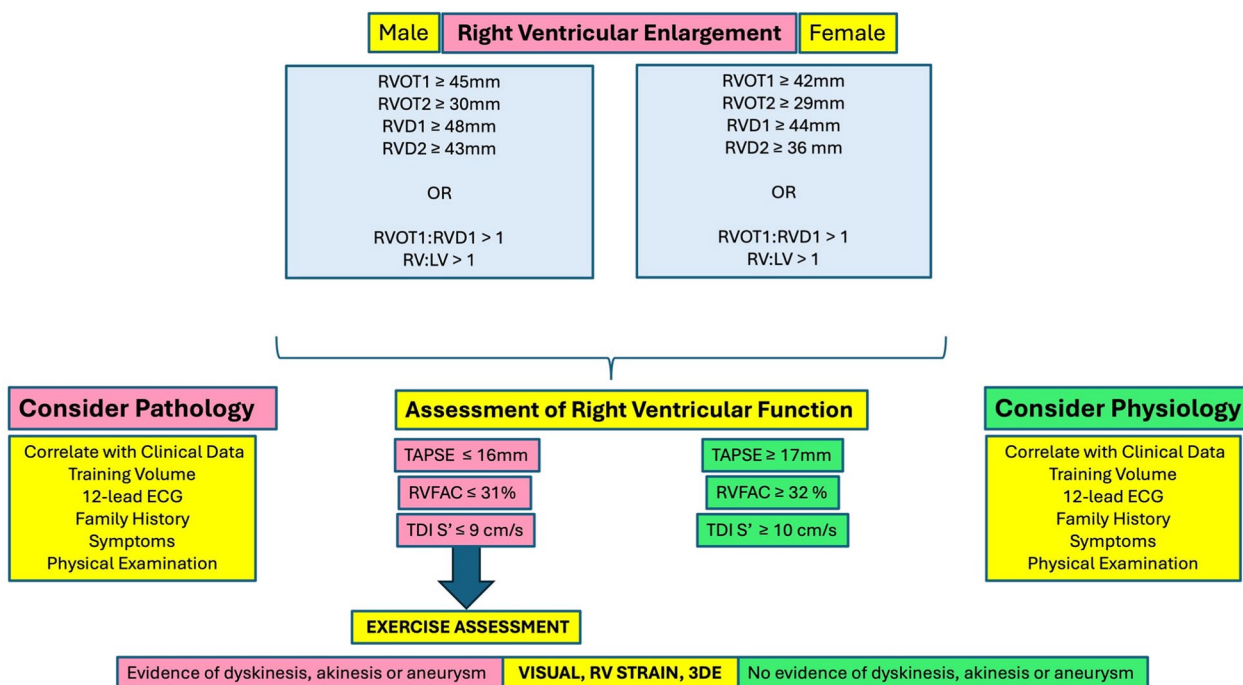 Male Right Ventricular Enlargement Female
RVOT1 ≥ 45mm
RVOT2 ≥ 30mm
RVD1 ≥ 48mm
RVD2 ≥ 43mm
OR
RVOT1:RVD1 > 1
RV:LV > 1
RVOT1 ≥ 42mm
RVOT2 ≥ 29mm
RVD1 ≥ 44mm
RVD2 ≥ 36 mm
OR
RVOT1:RVD1 > 1
RV:LV > 1
Consider Pathology
Correlate with Clinical Data
Training Volume
12-lead ECG
Family History
Symptoms
Physical Examination
Assessment of Right Ventricular Function
TAPSE ≤ 16mm
RVFAC ≤ 31%
TDI S’ ≤ 9 cm/s
TAPSE ≥ 17mm
RVFAC ≥ 32 %
TDI S’ ≥ 10 cm/s
Consider Physiology
Correlate with Clinical Data
Training Volume
12-lead ECG
Family History
Symptoms
Physical Examination
EXERCISE ASSESSMENT
Evidence of dyskinesis, akinesis or aneurysm VISUAL, RV STRAIN, 3DE No evidence of dyskinesis, akinesis or aneurysm